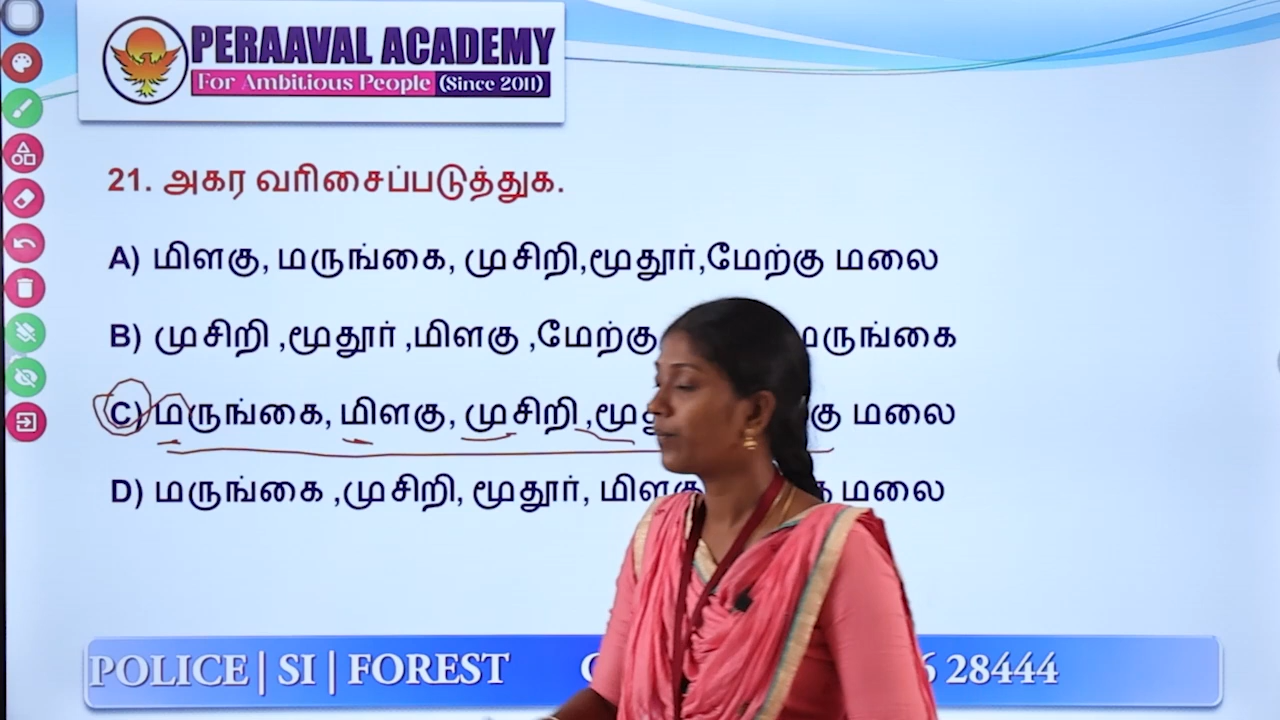 PERAAVAL ACADEMY
For Ambitious People (Since 2011)
21. அகர வரிசைப்படுத்துக.
A) மிளகு, மருங்கை, முசிறி,மூதூர்,மேற்கு மலை
B) முசிறி ,மூதூர் ,மிளகு ,மேற்கு மருங்கை
C) மருங்கை, மிளகு, முசிறி மலை
D) மருங்கை ,முசிறி, மூதூர், மலை
POLICE | SI | FOREST 28444